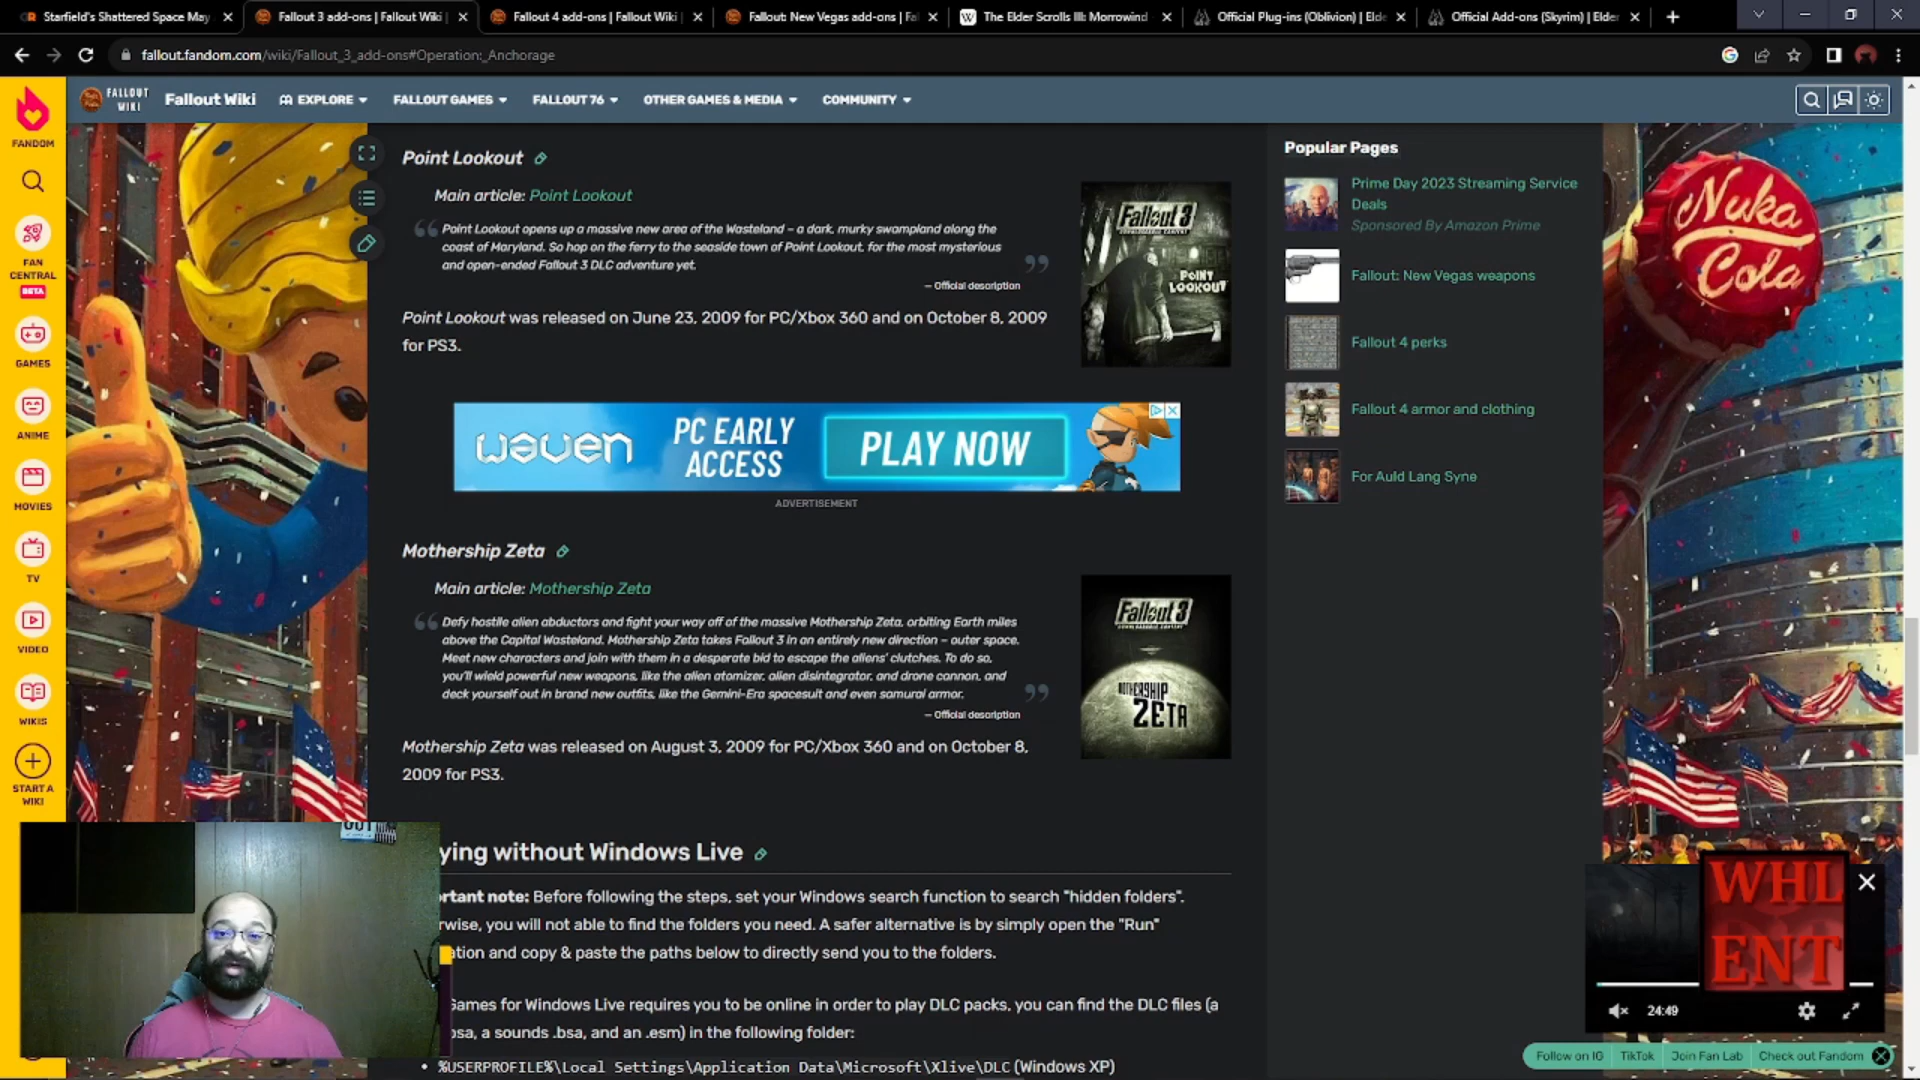 Starfield's Shattered Space May
Fallout 3 add-ons | Fallout Wiki
Fallout 4 add-ons | Fallout Wiki
Fallout: New Vegas add-ons | Fal
The Elder Scrolls III: Morrowind
Official Plug-ins (Oblivion) | Elde
Official Add-ons (Skyrim) | Elder
fallout.fandom.com/wiki/Fallout_3_add-ons#Operation:_Anchorage
FANDOM
FAN CENTRAL
BETA
GAMES
ANIME
MOVIES
TV
VIDEO
WIKIS
START A WIKI
FALLOUT WIKI
Fallout Wiki
EXPLORE
FALLOUT GAMES
FALLOUT 76
OTHER GAMES & MEDIA
COMMUNITY
Point Lookout
Main article: Point Lookout
Point Lookout opens up a massive new area of the Wasteland – a dark, murky swampland along the
coast of Maryland. So hop on the ferry to the seaside town of Point Lookout, for the most mysterious
and open-ended Fallout 3 DLC adventure yet.
— Official description
Point Lookout was released on June 23, 2009 for PC/Xbox 360 and on October 8, 2009
for PS3.
Fallout 3
POINT
LOOKOUT
waven
PC EARLY
ACCESS
PLAY NOW
ADVERTISEMENT
Mothership Zeta
Main article: Mothership Zeta
Defy hostile alien abductors and fight your way off of the massive Mothership Zeta, orbiting Earth miles
above the Capital Wasteland. Mothership Zeta takes Fallout 3 in an entirely new direction – outer space.
Meet new characters and join with them in a desperate bid to escape the aliens' clutches. To do so,
you'll wield powerful new weapons, like the alien atomizer, alien disintegrator, and drone cannon, and
deck yourself out in brand new outfits, like the Gemini-Era spacesuit and even samurai armor.
— Official description
Mothership Zeta was released on August 3, 2009 for PC/Xbox 360 and on October 8,
2009 for PS3.
Fallout 3
MOTHERSHIP
ZETA
ying without Windows Live
rtant note: Before following the steps, set your Windows search function to search "hidden folders".
rwise, you will not able to find the folders you need. A safer alternative is by simply open the "Run"
ation and copy & paste the paths below to directly send you to the folders.
Games for Windows Live requires you to be online in order to play DLC packs, you can find the DLC files (a
bsa, a sounds .bsa, and an .esm) in the following folder:
• %USERPROFILE%\Local Settings\Application Data\Microsoft\Xlive\DLC (Windows XP)
Popular Pages
Prime Day 2023 Streaming Service
Deals
Sponsored By Amazon Prime
Fallout: New Vegas weapons
Fallout 4 perks
Fallout 4 armor and clothing
For Auld Lang Syne
Nuka
Cola
WHL
ENT
24:49
Follow on IG
TikTok
Join Fan Lab
Check out Fandom